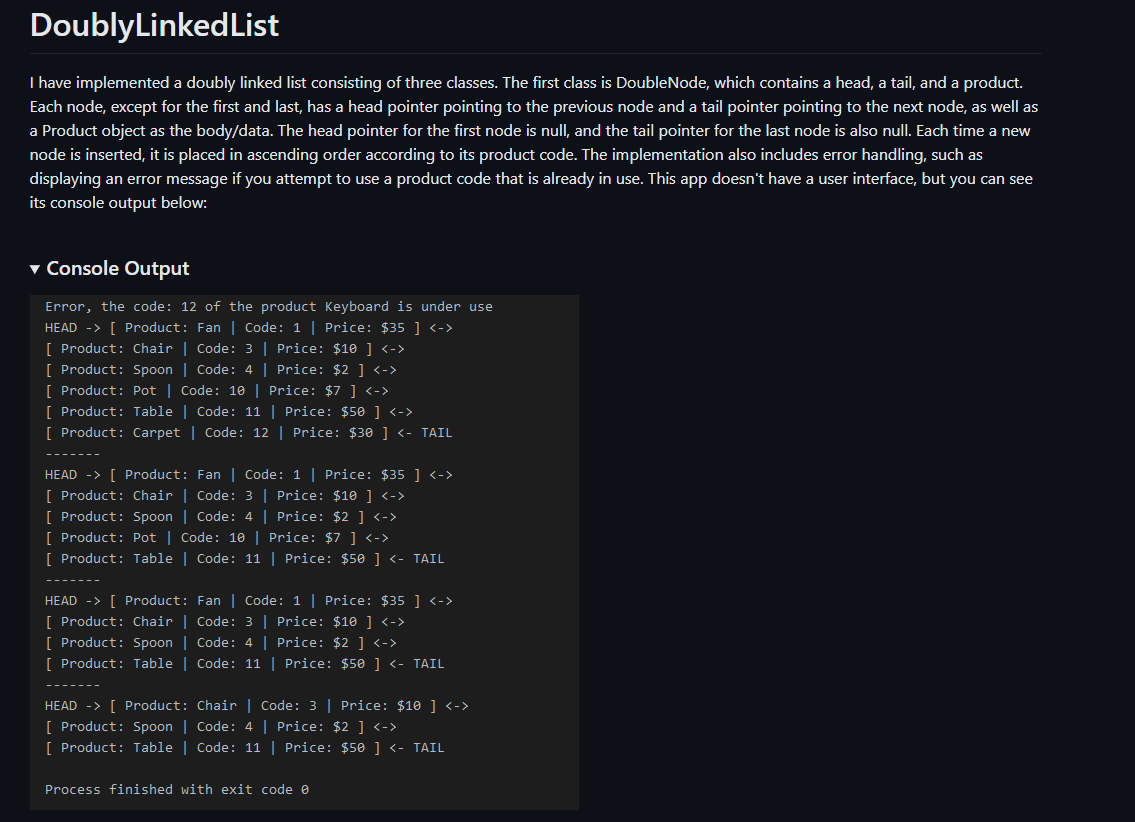 DoublyLinkedList
I have implemented a doubly linked list consisting of three classes. The first class is DoubleNode, which contains a head, a tail, and a product.
Each node, except for the first and last, has a head pointer pointing to the previous node and a tail pointer pointing to the next node, as well as
a Product object as the body/data. The head pointer for the first node is null, and the tail pointer for the last node is also null. Each time a new
node is inserted, it is placed in ascending order according to its product code. The implementation also includes error handling, such as
displaying an error message if you attempt to use a product code that is already in use. This app doesn't have a user interface, but you can see
its console output below:
▼ Console Output
Error, the code: 12 of the product Keyboard is under use
HEAD -> [ Product: Fan | Code: 1 | Price: $35 ] <->
[ Product: Chair | Code: 3 | Price: $10 ] <->
[ Product: Spoon | Code: 4 | Price: $2 ] <->
[ Product: Pot | Code: 10 | Price: $7 ] <->
[ Product: Table | Code: 11 | Price: $50 ] <->
[ Product: Carpet | Code: 12 | Price: $30 ] <- TAIL
-------
HEAD -> [ Product: Fan | Code: 1 | Price: $35 ] <->
[ Product: Chair | Code: 3 | Price: $10 ] <->
[ Product: Spoon | Code: 4 | Price: $2 ] <->
[ Product: Pot | Code: 10 | Price: $7 ] <->
[ Product: Table | Code: 11 | Price: $50 ] <- TAIL
-------
HEAD -> [ Product: Fan | Code: 1 | Price: $35 ] <->
[ Product: Chair | Code: 3 | Price: $10 ] <->
[ Product: Spoon | Code: 4 | Price: $2 ] <->
[ Product: Table | Code: 11 | Price: $50 ] <- TAIL
-------
HEAD -> [ Product: Chair | Code: 3 | Price: $10 ] <->
[ Product: Spoon | Code: 4 | Price: $2 ] <->
[ Product: Table | Code: 11 | Price: $50 ] <- TAIL
Process finished with exit code 0